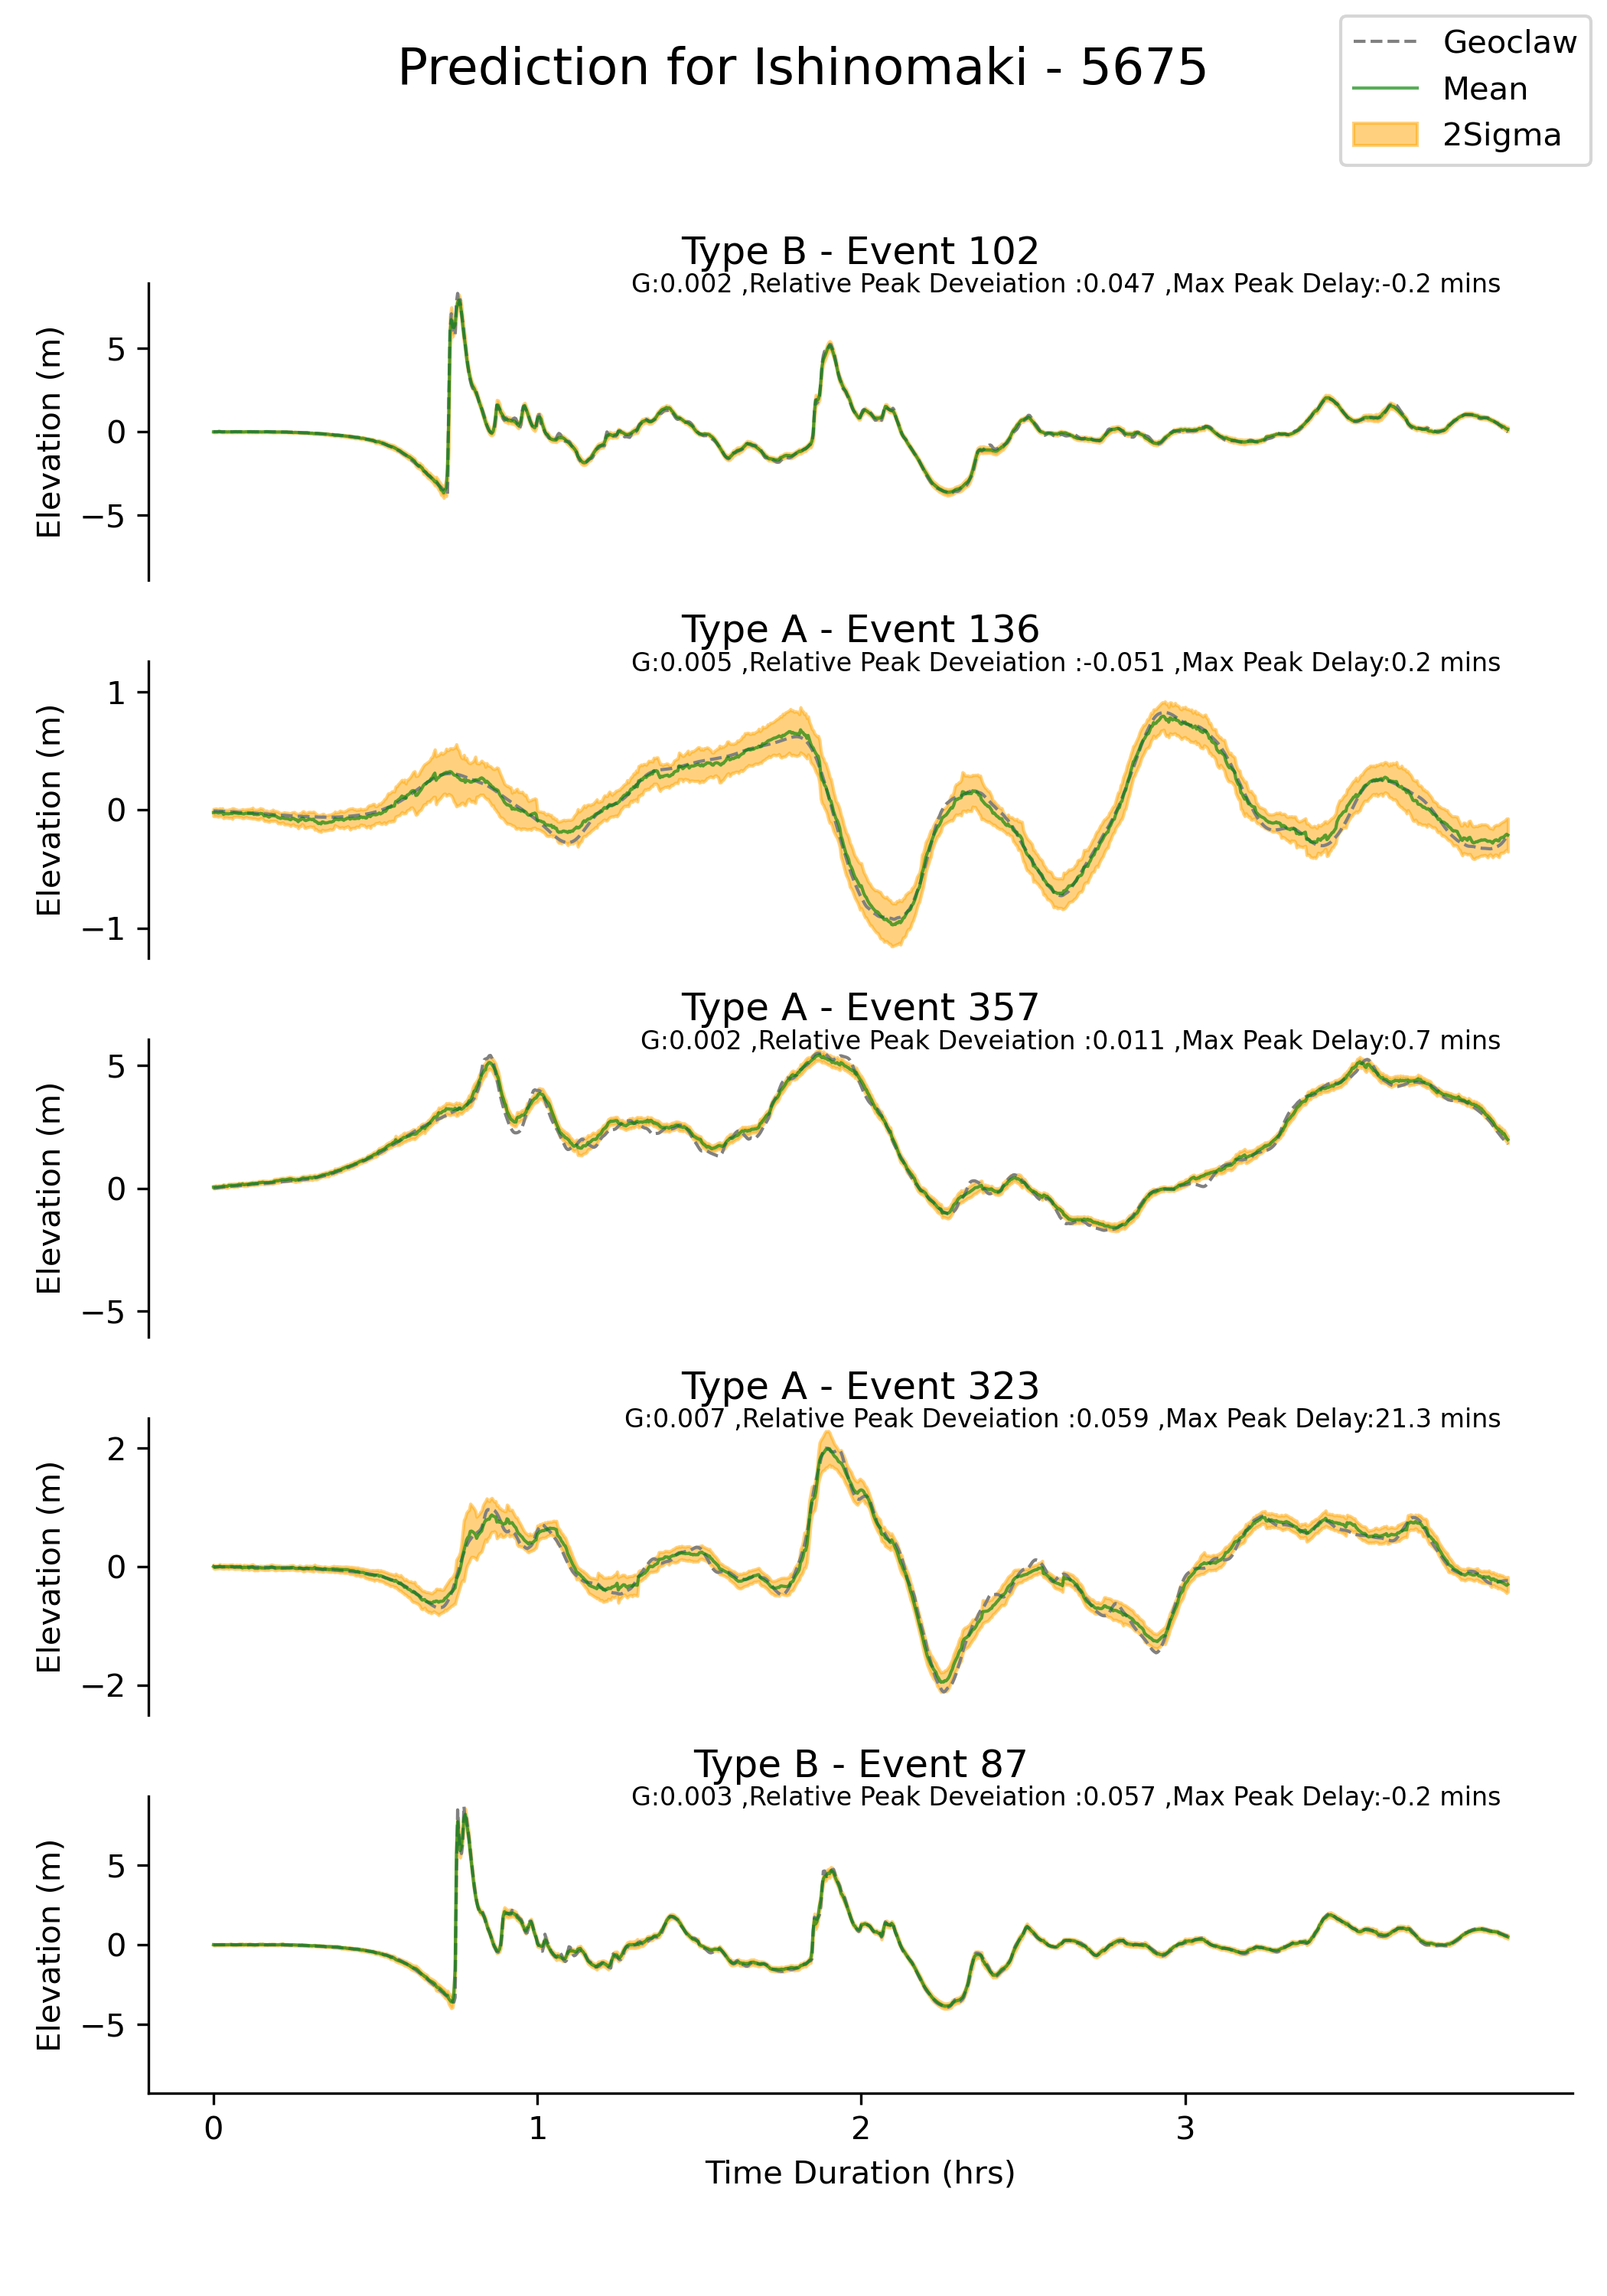 Prediction for Ishinomaki - 5675
Geoclaw
Mean
2Sigma
Type B - Event 102
G:0.002 ,Relative Peak Deveiation :0.047 ,Max Peak Delay:-0.2 mins
Elevation (m)
5
0
−5
Type A - Event 136
G:0.005 ,Relative Peak Deveiation :-0.051 ,Max Peak Delay:0.2 mins
Elevation (m)
1
0
−1
Type A - Event 357
G:0.002 ,Relative Peak Deveiation :0.011 ,Max Peak Delay:0.7 mins
Elevation (m)
5
0
−5
Type A - Event 323
G:0.007 ,Relative Peak Deveiation :0.059 ,Max Peak Delay:21.3 mins
Elevation (m)
2
0
−2
Type B - Event 87
G:0.003 ,Relative Peak Deveiation :0.057 ,Max Peak Delay:-0.2 mins
Elevation (m)
5
0
−5
0 1 2 3
Time Duration (hrs)